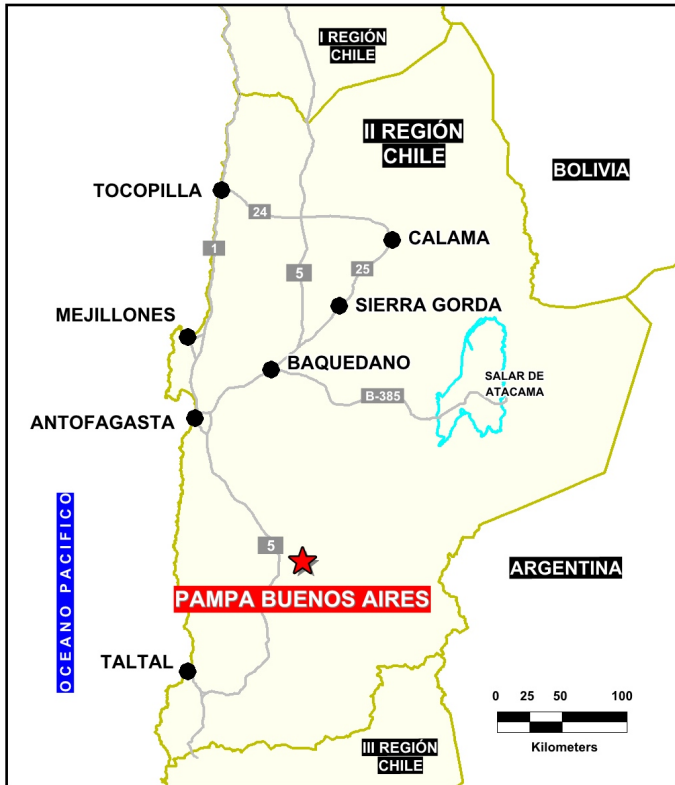 I REGIÓN
CHILE
II REGIÓN
CHILE
BOLIVIA
TOCOPILLA
24
CALAMA
1
5
25
SIERRA GORDA
MEJILLONES
BAQUEDANO
SALAR DE
ATACAMA
B-385
ANTOFAGASTA
OCEANO PACIFICO
5
ARGENTINA
PAMPA BUENOS AIRES
TALTAL
0 25 50 100
Kilometers
III REGIÓN
CHILE